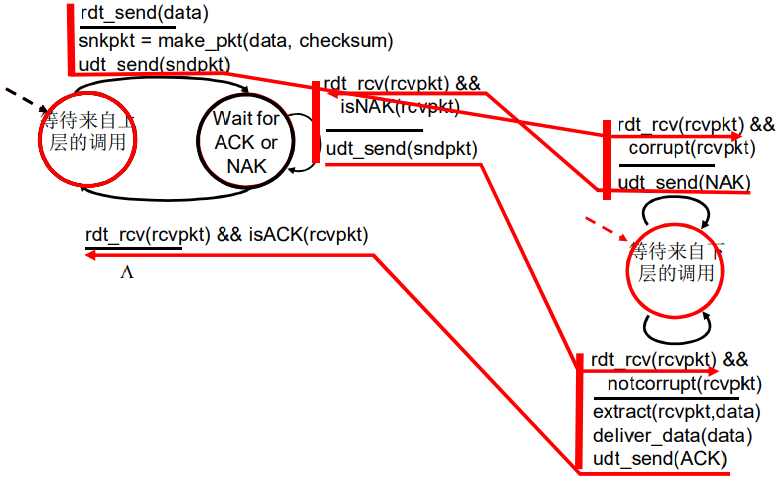 rdt_send(data)
snkpkt = make_pkt(data, checksum)
udt_send(sndpkt)
等待来自上
层的调用
Wait for
ACK or
NAK
rdt_rcv(rcvpkt) &&
isNAK(rcvpkt)
udt_send(sndpkt)
rdt_rcv(rcvpkt) && isACK(rcvpkt)
Λ
rdt_rcv(rcvpkt) &&
corrupt(rcvpkt)
udt_send(NAK)
等待来自下
层的调用
rdt_rcv(rcvpkt) &&
notcorrupt(rcvpkt)
extract(rcvpkt,data)
deliver_data(data)
udt_send(ACK)